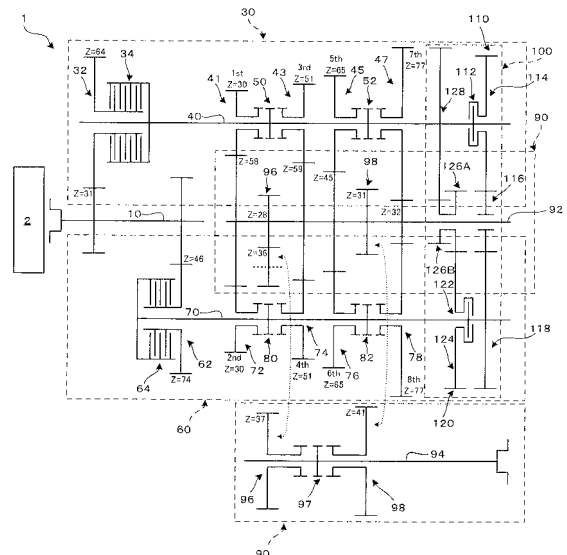 1
30
110
Z=64
34
32
1st
Z=30
41
50
43
3rd
Z=51
5th
Z=65
45
52
47
7th
Z=77
100
112
114
128
40
90
Z=58
96
Z=59
Z=45
98
126A
116
Z=31
2
10
Z=28
Z=31
Z=32
92
Z=36
126B
Z=46
122
70
62
64
Z=74
2nd
Z=30
72
80
74
4th
Z=51
6th
Z=65
76
82
78
8th
Z=77
124
120
118
60
Z=37
Z=41
94
96
97
98
90